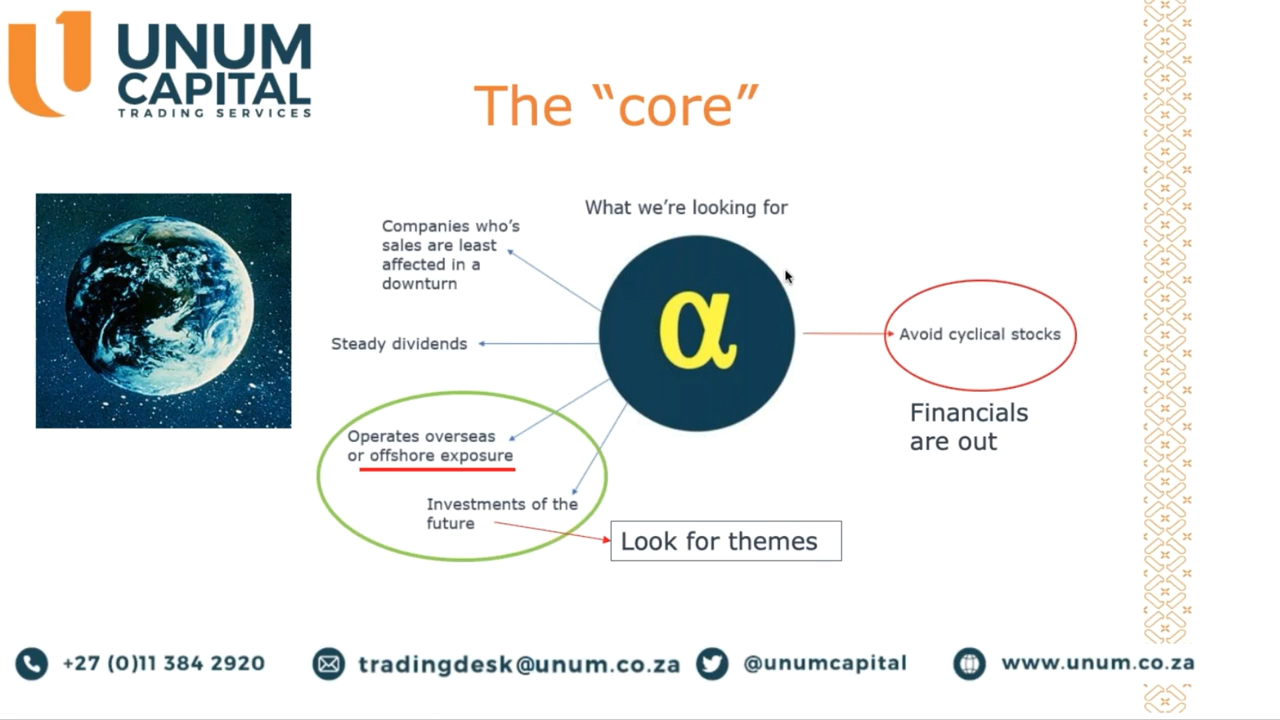 UNUM
CAPITAL
TRADING SERVICES
The “core”
What we’re looking for
Companies who’s
sales are least
affected in a
downturn
Steady dividends
Operates overseas
or offshore exposure
Investments of the
future
α
Avoid cyclical stocks
Financials
are out
Look for themes
+27 (0)11 384 2920
tradingdesk@unum.co.za
@unumcapital
www.unum.co.za